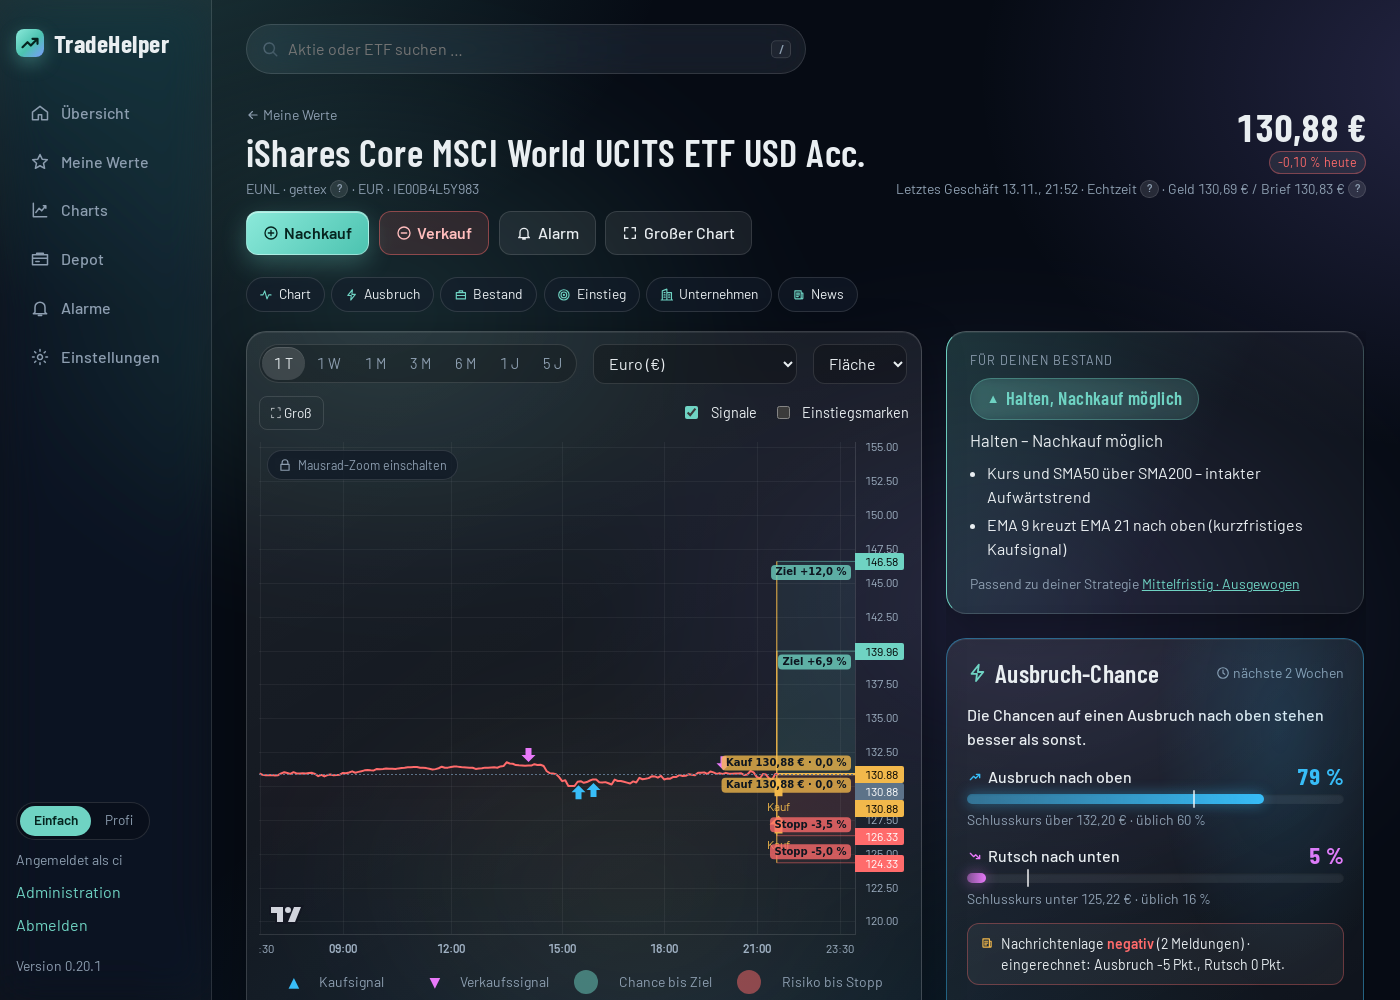 TradeHelper
Aktie oder ETF suchen ...
/
Übersicht
Meine Werte
Charts
Depot
Alarme
Einstellungen
Einfach
Profi
Angemeldet als ci
Administration
Abmelden
Version 0.20.1
← Meine Werte
iShares Core MSCI World UCITS ETF USD Acc.
EUNL · gettex ? · EUR · IE00B4L5Y983
130,88 €
-0,10 % heute
Letztes Geschäft 13.11., 21:52 · Echtzeit ? · Geld 130,69 € / Brief 130,83 € ?
Nachkauf
Verkauf
Alarm
Großer Chart
Chart
Ausbruch
Bestand
Einstieg
Unternehmen
News
1 T
1 W
1 M
3 M
6 M
1 J
5 J
Euro (€)
Fläche
Groß
Signale
Einstiegsmarken
Mausrad-Zoom einschalten
155.00
152.50
150.00
147.50
146.58
Ziel +12,0 %
145.00
142.50
139.96
Ziel +6,9 %
137.50
135.00
132.50
Kauf 130,88 € · 0,0 %
130.88
Kauf 130,88 € · 0,0 %
130.88
Kauf
130.88
127.50
Stopp -3,5 %
126.33
Kauf
Stopp -5,0 %
125.00
124.33
122.50
120.00
:30
09:00
12:00
15:00
18:00
21:00
23:30
Kaufsignal
Verkaufssignal
Chance bis Ziel
Risiko bis Stopp
FÜR DEINEN BESTAND
▲ Halten, Nachkauf möglich
Halten – Nachkauf möglich
• Kurs und SMA50 über SMA200 – intakter
Aufwärtstrend
• EMA 9 kreuzt EMA 21 nach oben (kurzfristiges
Kaufsignal)
Passend zu deiner Strategie Mittelfristig · Ausgewogen
Ausbruch-Chance
nächste 2 Wochen
Die Chancen auf einen Ausbruch nach oben stehen
besser als sonst.
Ausbruch nach oben
79 %
Schlusskurs über 132,20 € · üblich 60 %
Rutsch nach unten
5 %
Schlusskurs unter 125,22 € · üblich 16 %
Nachrichtenlage negativ (2 Meldungen) ·
eingerechnet: Ausbruch -5 Pkt., Rutsch 0 Pkt.